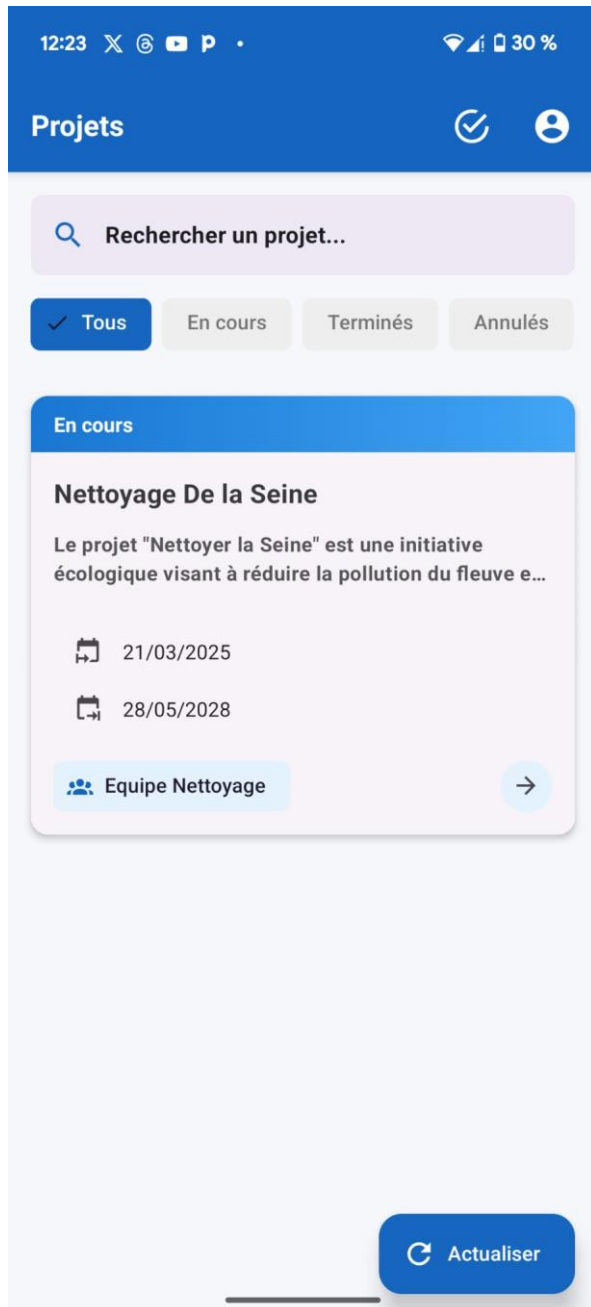 12:23 30 %
Projets
Rechercher un projet...
Tous En cours Terminés Annulés
En cours
Nettoyage De la Seine
Le projet "Nettoyer la Seine" est une initiative
écologique visant à réduire la pollution du fleuve e...
21/03/2025
28/05/2028
Equipe Nettoyage
Actualiser